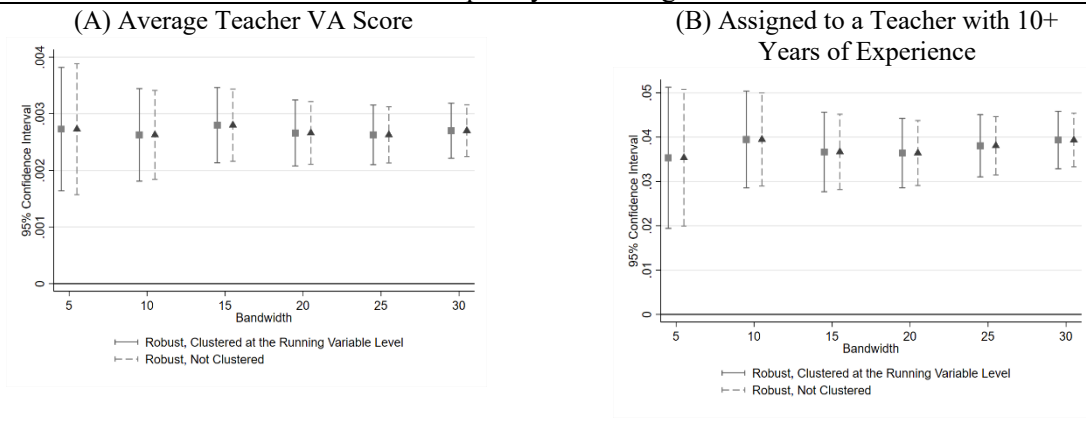 (A) Average Teacher VA Score
95% Confidence Interval
.004
.003
.002
.001
0
5 10 15 20 25 30
Bandwidth
Robust, Clustered at the Running Variable Level
Robust, Not Clustered
(B) Assigned to a Teacher with 10+
Years of Experience
95% Confidence Interval
.05
.04
.03
.02
.01
0
5 10 15 20 25 30
Bandwidth
Robust, Clustered at the Running Variable Level
Robust, Not Clustered